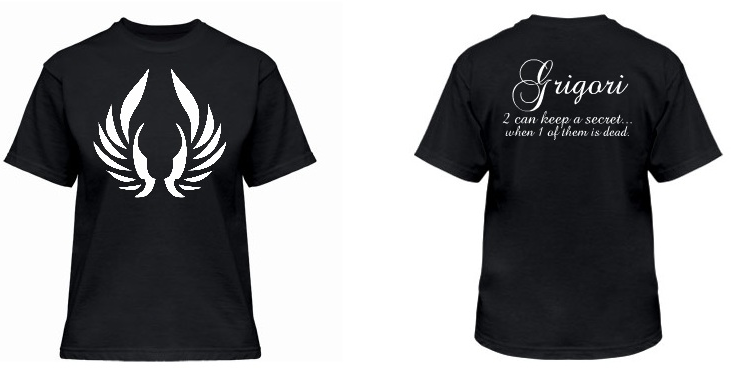 Grigori
2 can keep a secret...
when 1 of them is dead.